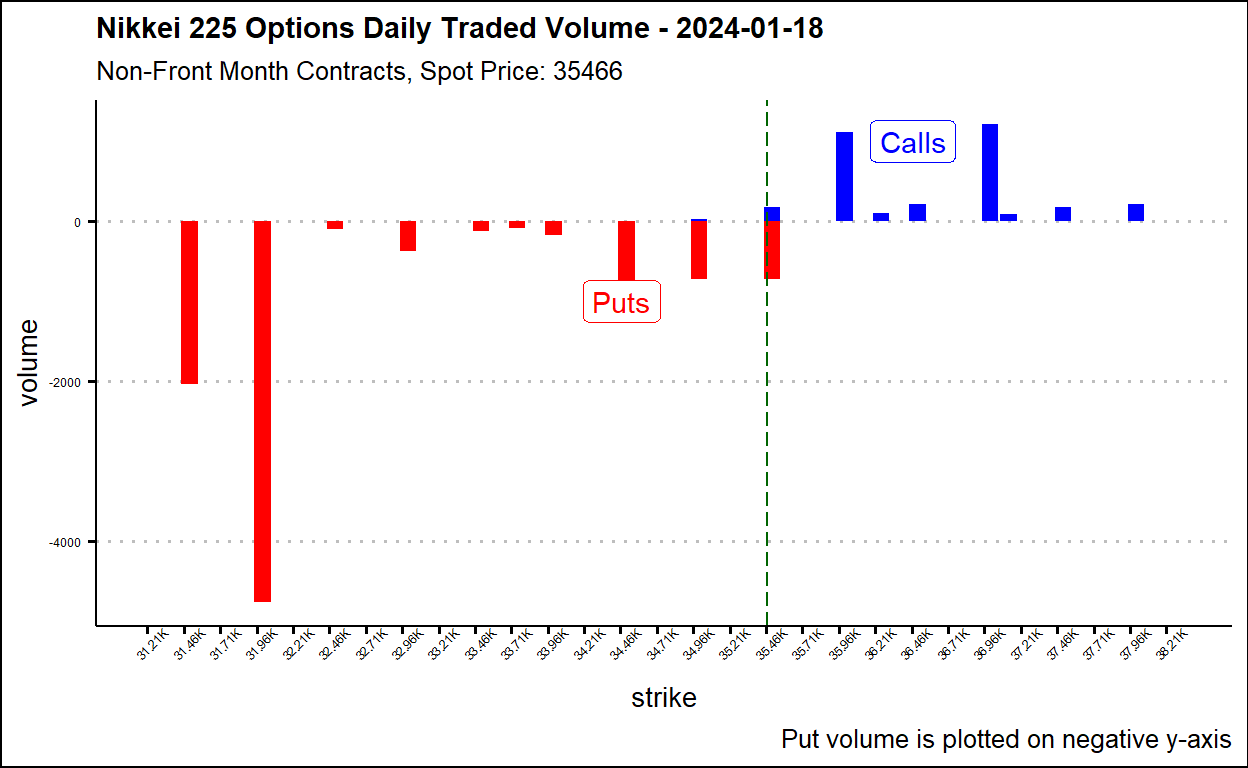 Nikkei 225 Options Daily Traded Volume - 2024-01-18
Non-Front Month Contracts, Spot Price: 35466
Calls
Puts
volume
0
-2000
-4000
31.21K 31.46K 31.71K 31.96K 32.21K 32.46K 32.71K 32.96K 33.21K 33.46K 33.71K 33.96K 34.21K 34.46K 34.71K 34.96K 35.21K 35.46K 35.71K 35.96K 36.21K 36.46K 36.71K 36.96K 37.21K 37.46K 37.71K 37.96K 38.21K
strike
Put volume is plotted on negative y-axis